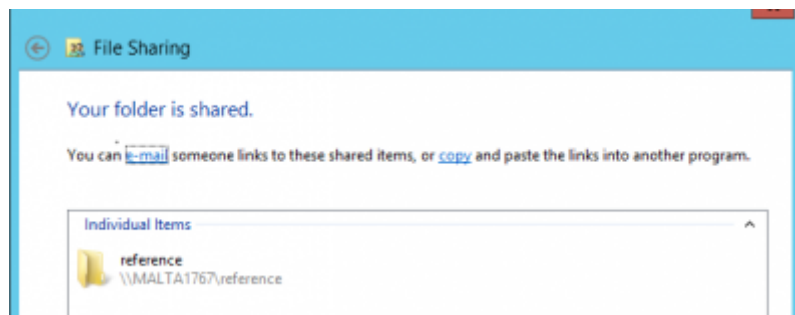 File Sharing
Your folder is shared.
You can e-mail someone links to these shared items, or copy and paste the links into another program.
Individual Items
reference
\\MALTA1767\reference